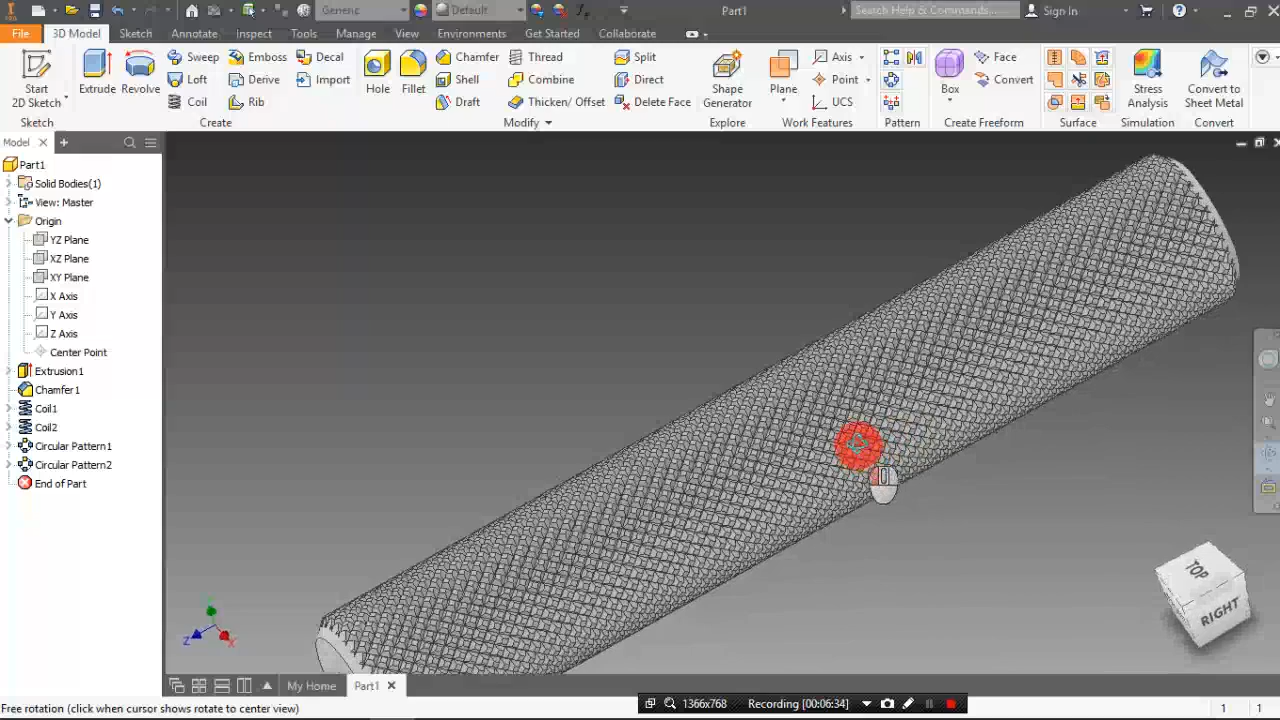 PRO
Generic
Default
Part1
Search Help & Commands...
Sign In
File
3D Model
Sketch
Annotate
Inspect
Tools
Manage
View
Environments
Get Started
Collaborate
Start
2D Sketch
Sketch
Extrude
Revolve
Sweep
Loft
Coil
Emboss
Derive
Rib
Decal
Import
Create
Hole
Fillet
Chamfer
Shell
Draft
Thread
Combine
Thicken/ Offset
Split
Direct
Delete Face
Modify
Shape
Generator
Explore
Plane
Axis
Point
UCS
Work Features
Pattern
Box
Face
Convert
Create Freeform
Surface
Stress
Analysis
Simulation
Convert to
Sheet Metal
Convert
Model
Part1
Solid Bodies(1)
View: Master
Origin
YZ Plane
XZ Plane
XY Plane
X Axis
Y Axis
Z Axis
Center Point
Extrusion1
Chamfer1
Coil1
Coil2
Circular Pattern1
Circular Pattern2
End of Part
TOP
RIGHT
Z
X
My Home
Part1
Free rotation (click when cursor shows rotate to center view)
1366x768
Recording [00:06:34]
1
1